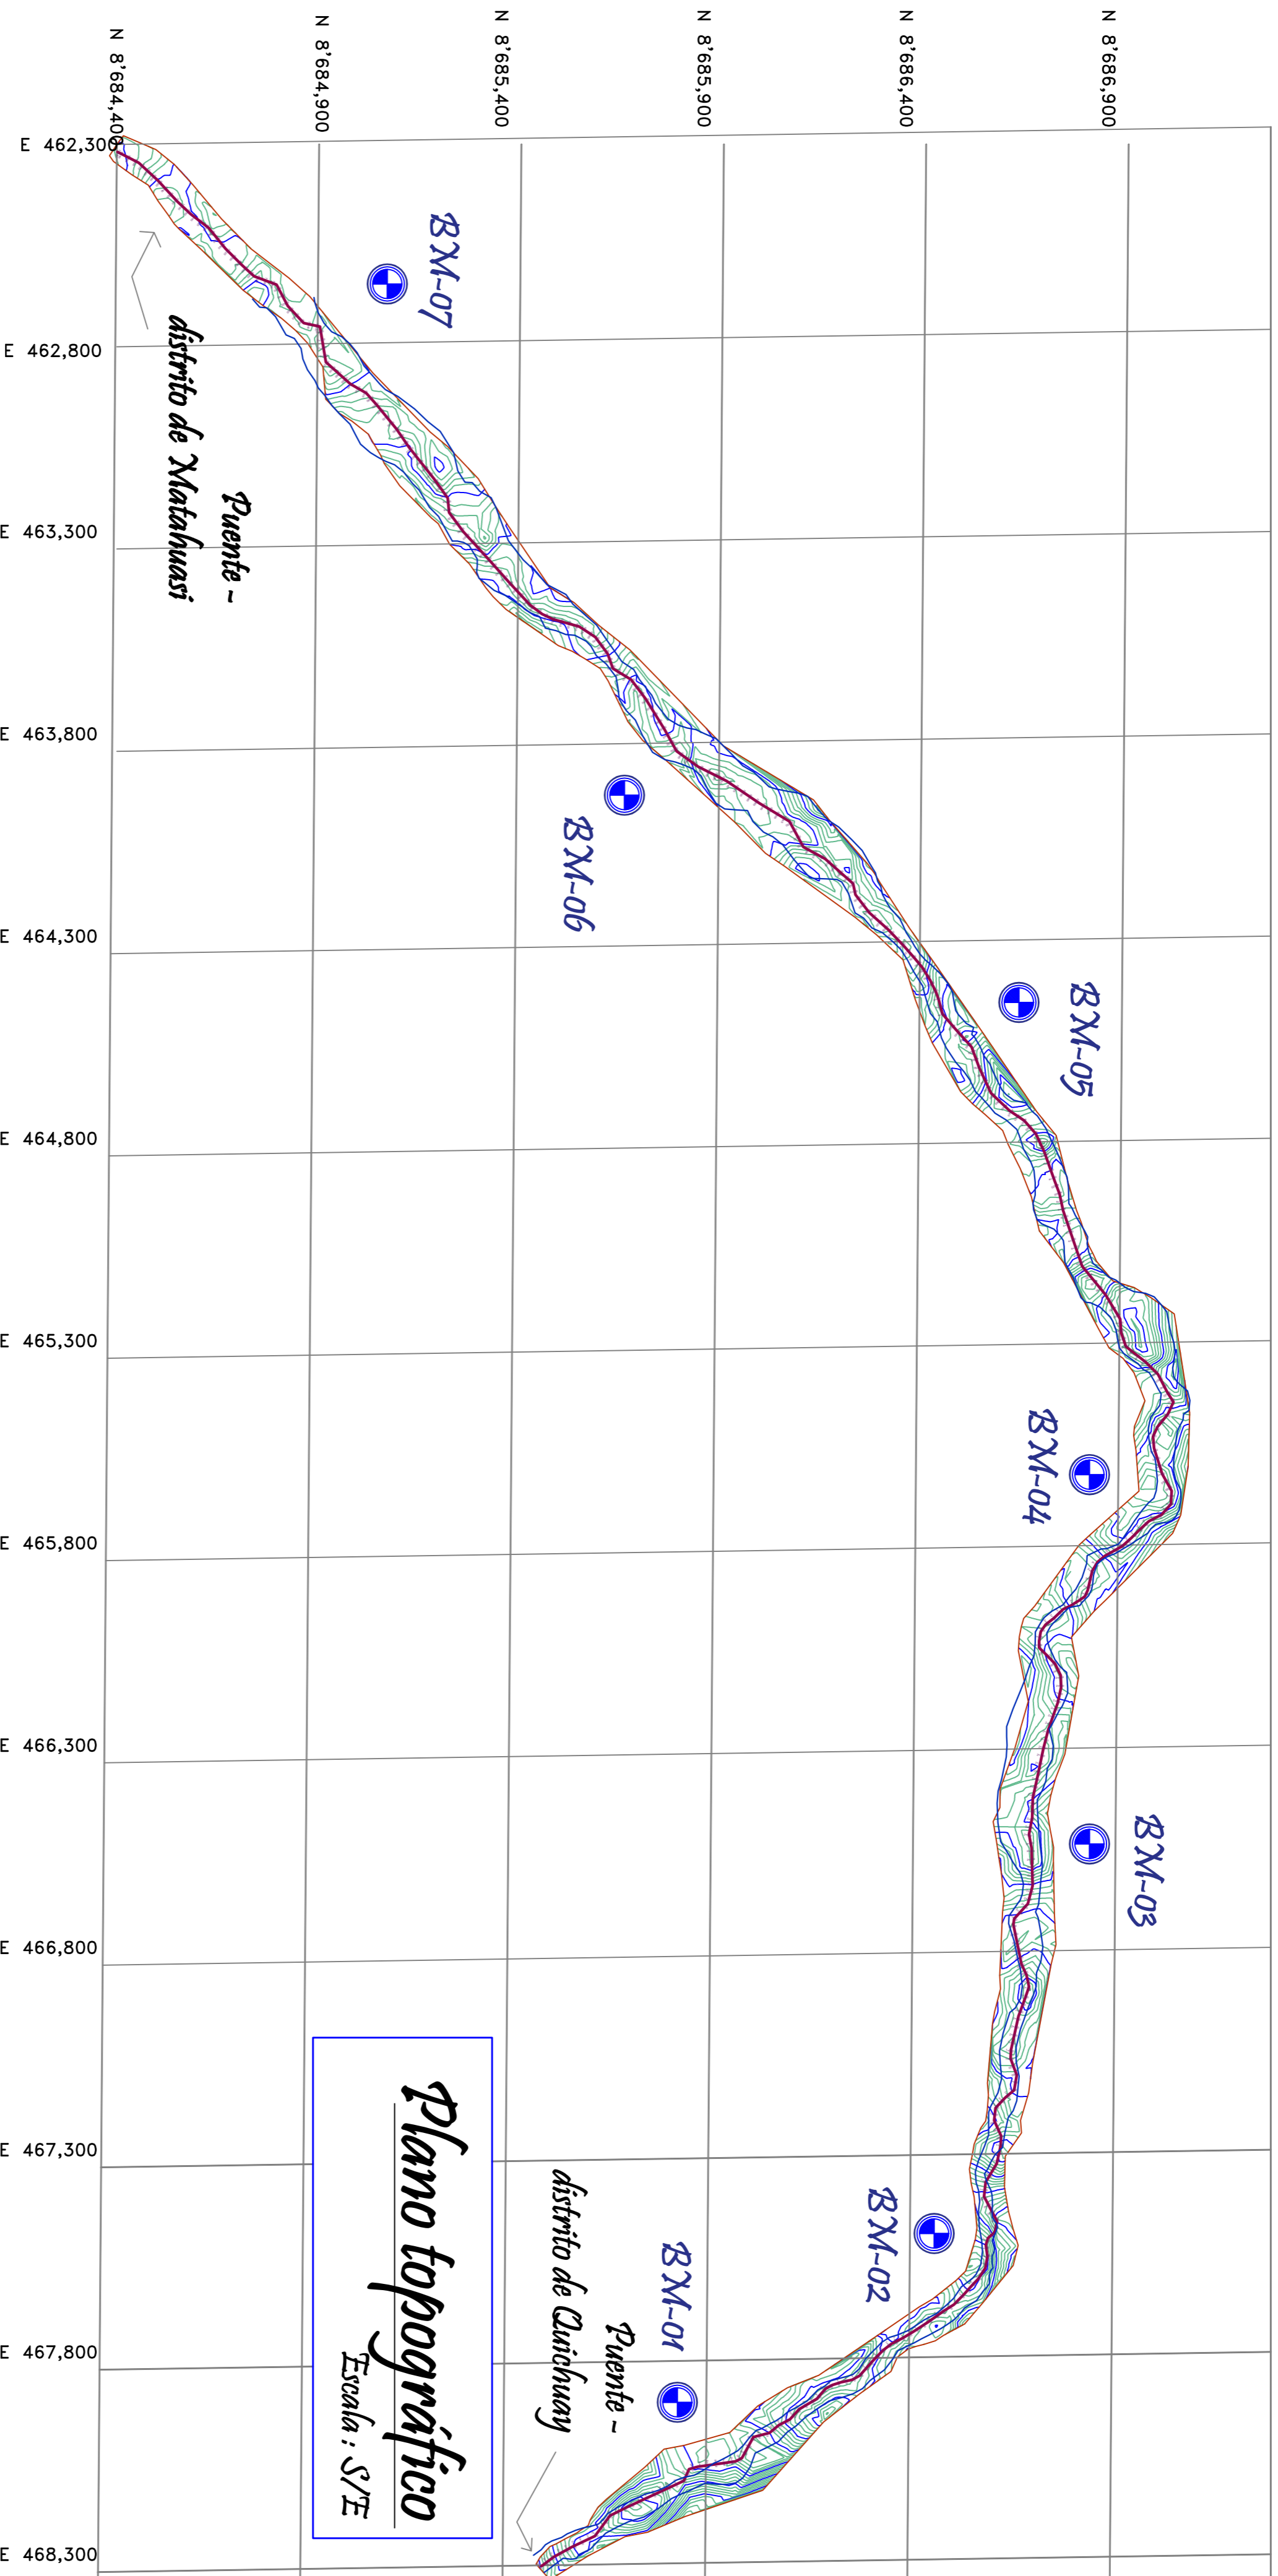 N 8'684,400
N 8'684,900
N 8'685,400
N 8'685,900
N 8'686,400
N 8'686,900
E 462,300
E 462,800
E 463,300
E 463,800
E 464,300
E 464,800
E 465,300
E 465,800
E 466,300
E 466,800
E 467,300
E 467,800
E 468,300
BM-07
Puente -
distrito de Matahuasi
BM-06
BM-05
BM-04
BM-03
BM-02
BM-01
Puente -
distrito de Quichuay
Plano topográfico
Escala: S/E